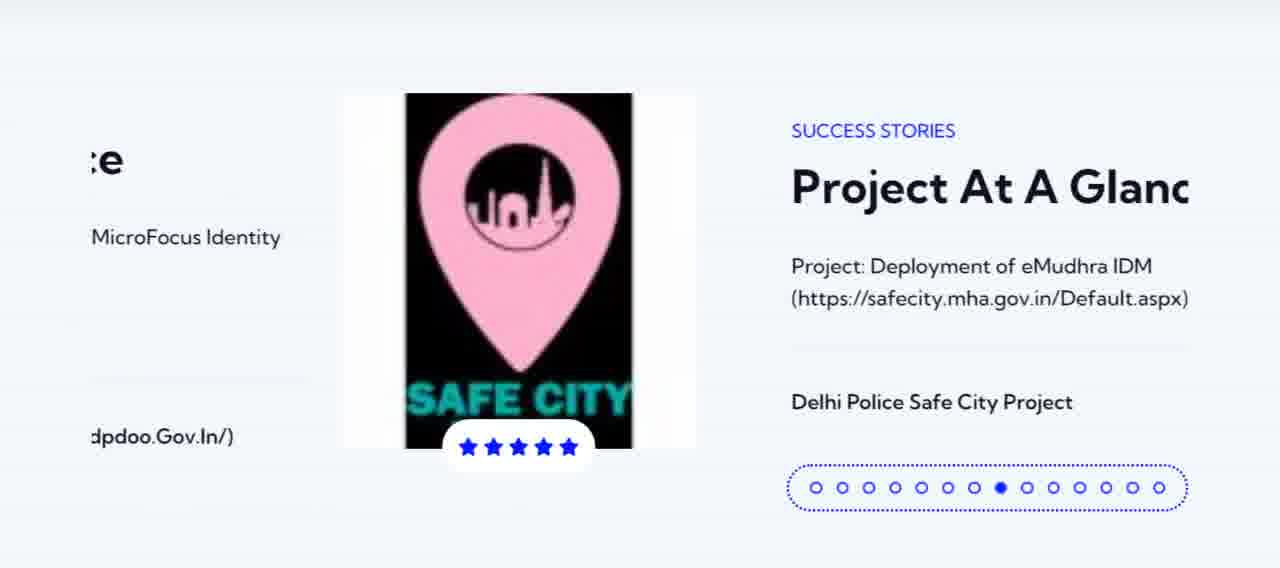 :e
MicroFocus Identity
dpdoo.Gov.In/)
SAFE CITY
SUCCESS STORIES
Project At A Glanc
Project: Deployment of eMudhra IDM
(https://safecity.mha.gov.in/Default.aspx)
Delhi Police Safe City Project